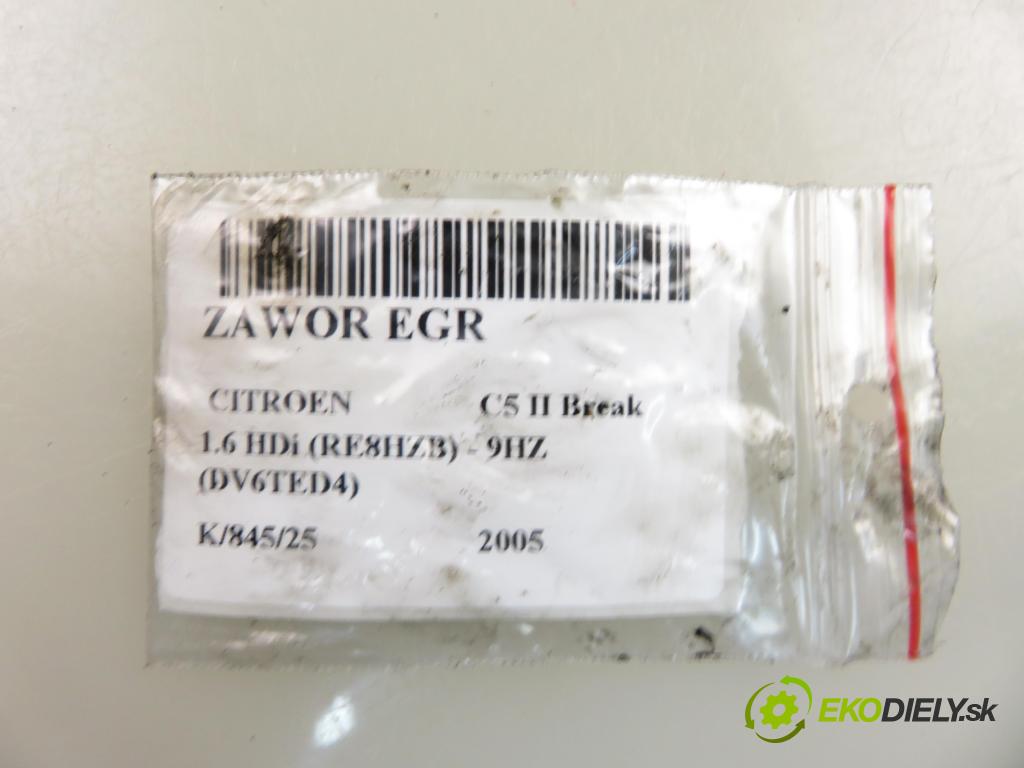 ZAWOR EGR
CITROEN C5 II Break
1.6 HDi (RE8HZB) - 9HZ
(DV6TED4)
K/845/25 2005
EKODIELY.sk